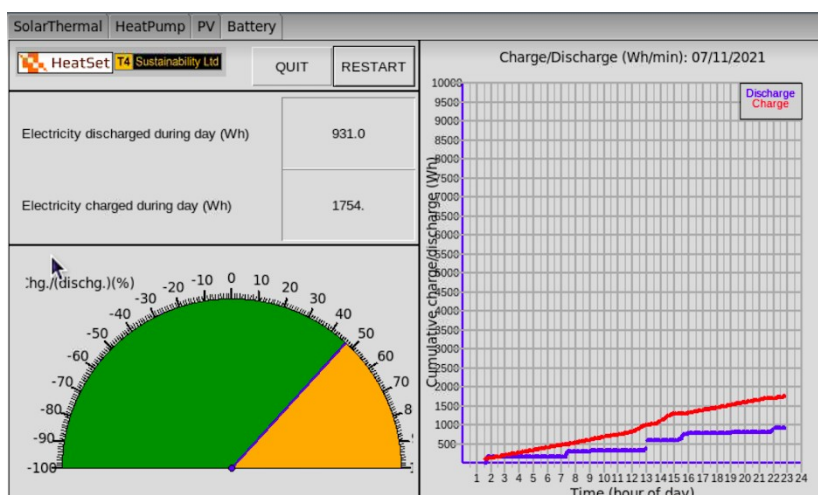 SolarThermal HeatPump PV Battery
HeatSet T4 Sustainability Ltd QUIT RESTART
Electricity discharged during day (Wh) 931.0
Electricity charged during day (Wh) 1754.
:hg./(dischg.)(%)
-100 -90 -80 -70 -60 -50 -40 -30 -20 -10 0 10 20 30 40 50 60 70 8
Charge/Discharge (Wh/min): 07/11/2021
Discharge
Charge
Cumulative charge/discharge (Wh)
10000
9500
9000
8500
8000
7500
7000
6500
6000
5500
5000
4500
4000
3500
3000
2500
2000
1500
1000
500
1 2 3 4 5 6 7 8 9 10 11 12 13 14 15 16 17 18 19 20 21 22 23 24
Time (hour of day)